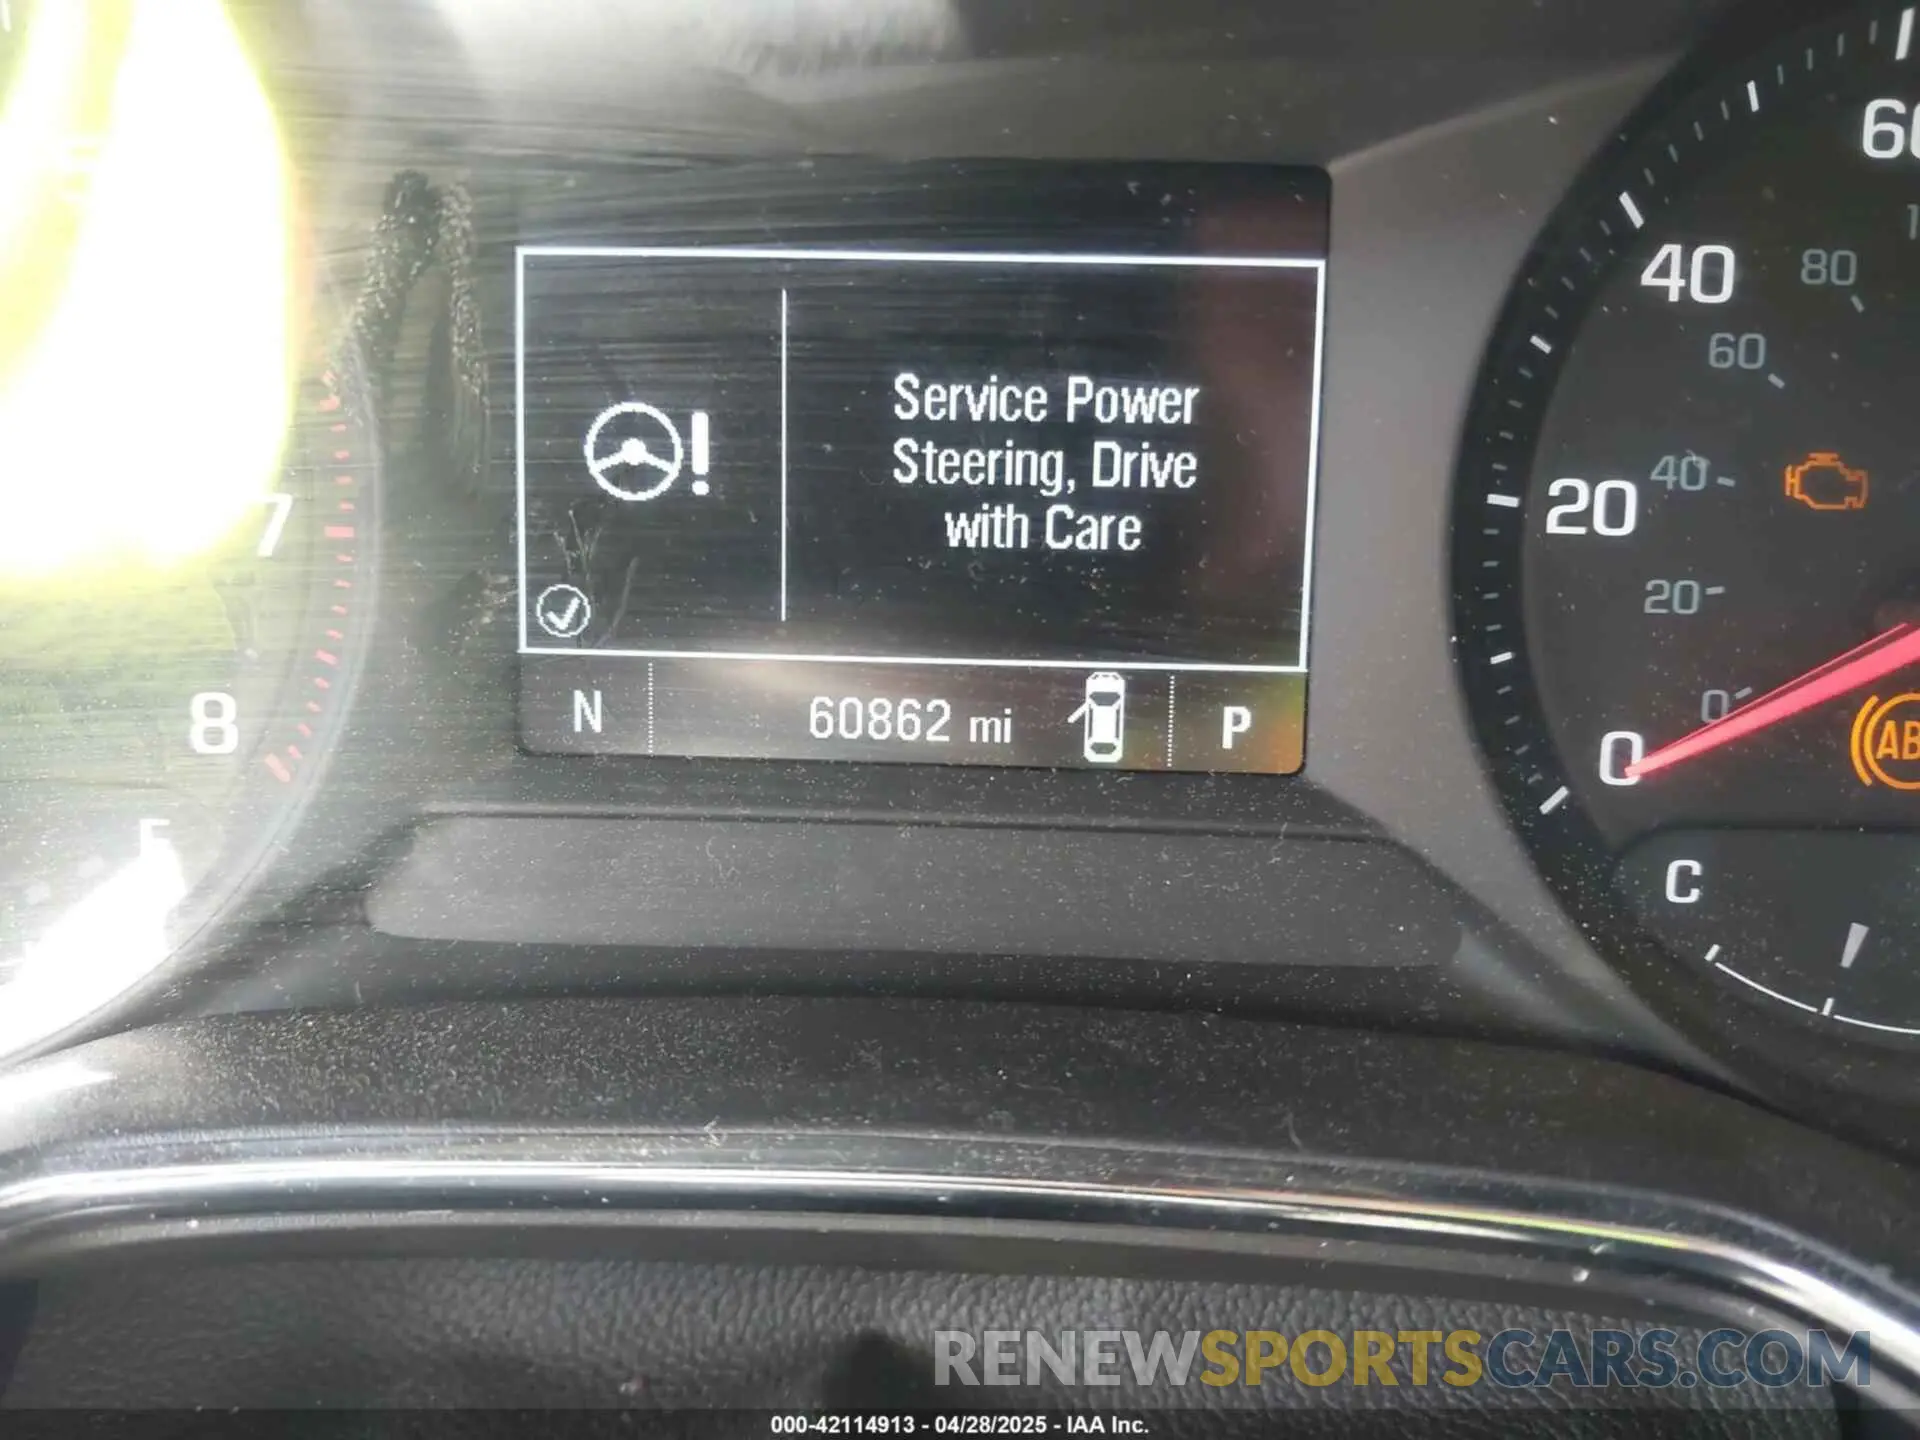 60
40
80
60
40
20
20
0
0
7
8
Service Power
Steering, Drive
with Care
N
60862 mi
P
C
RENEWSPORTSCARS.COM
000-42114913 - 04/28/2025 - IAA Inc.